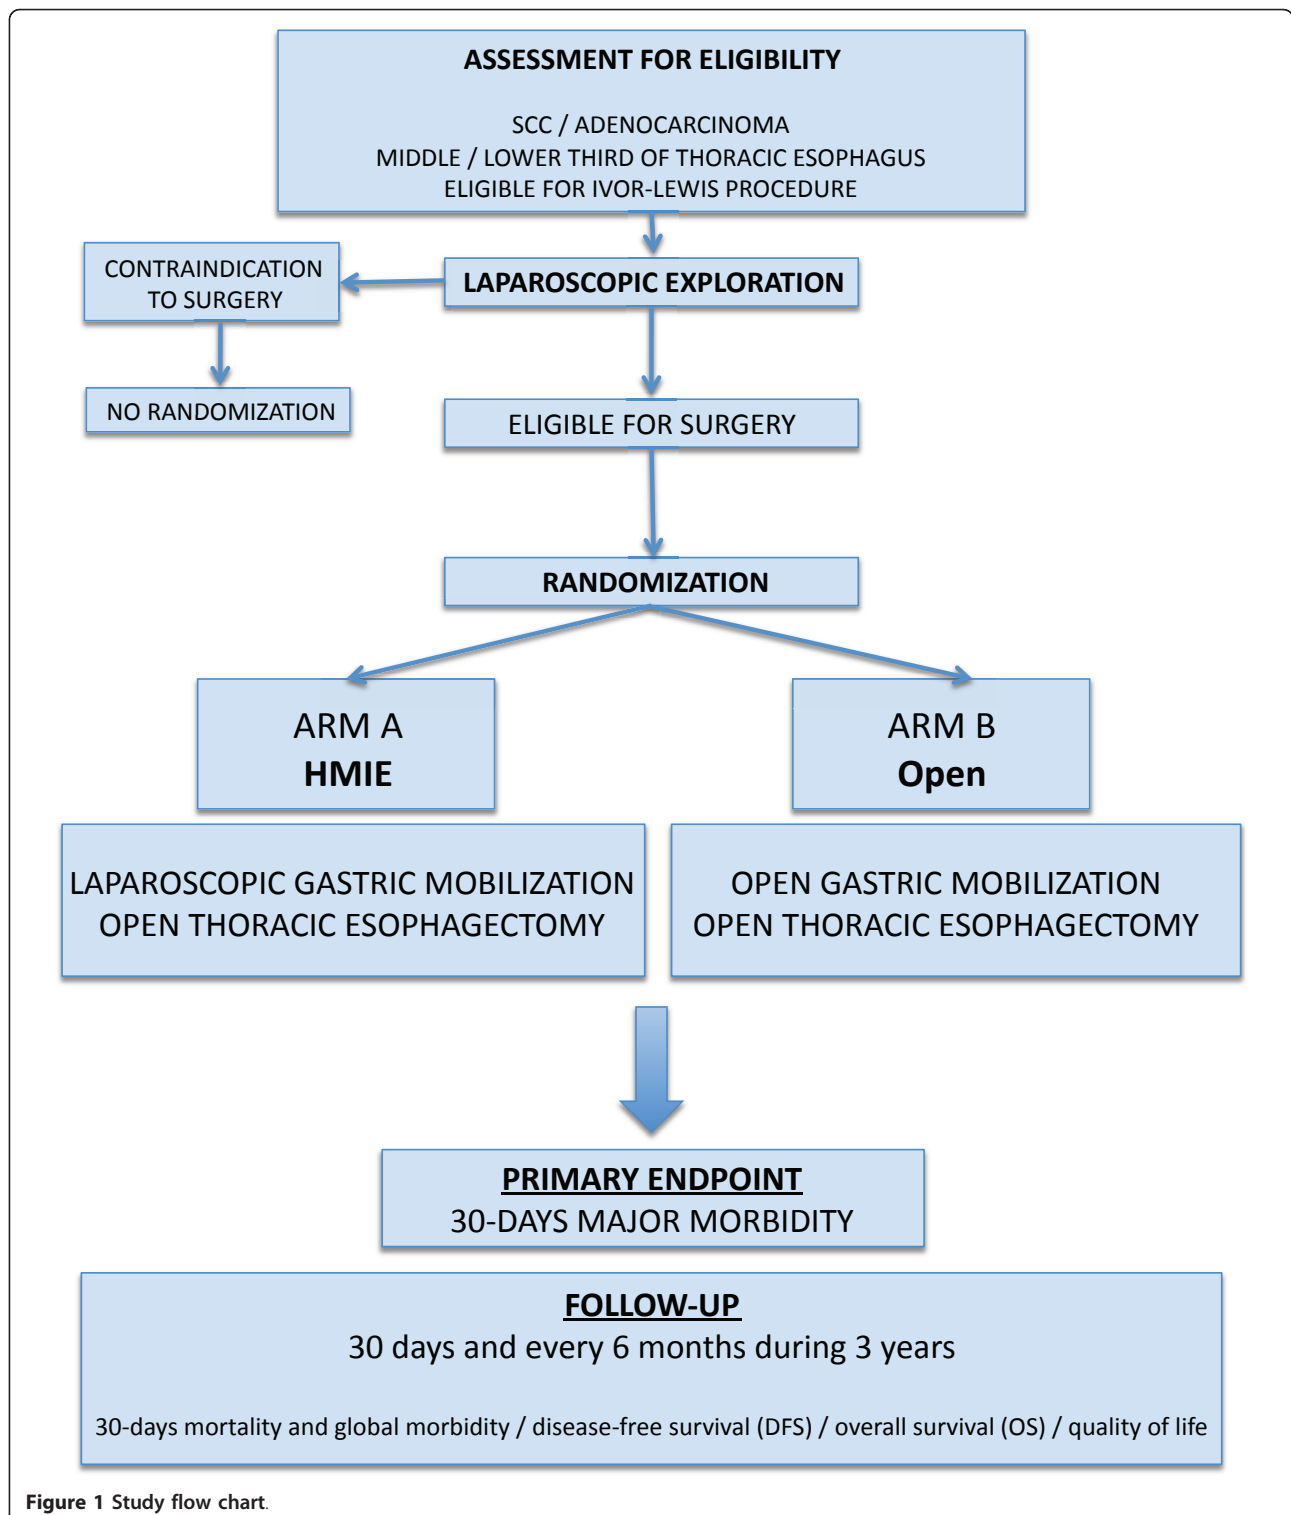 ASSESSMENT FOR ELIGIBILITY
SCC / ADENOCARCINOMA
MIDDLE / LOWER THIRD OF THORACIC ESOPHAGUS
ELIGIBLE FOR IVOR-LEWIS PROCEDURE
LAPAROSCOPIC EXPLORATION
CONTRAINDICATION
TO SURGERY
NO RANDOMIZATION
ELIGIBLE FOR SURGERY
RANDOMIZATION
ARM A
HMIE
LAPAROSCOPIC GASTRIC MOBILIZATION
OPEN THORACIC ESOPHAGECTOMY
ARM B
Open
OPEN GASTRIC MOBILIZATION
OPEN THORACIC ESOPHAGECTOMY
PRIMARY ENDPOINT
30-DAYS MAJOR MORBIDITY
FOLLOW-UP
30 days and every 6 months during 3 years
30-days mortality and global morbidity / disease-free survival (DFS) / overall survival (OS) / quality of life
Figure 1 Study flow chart.